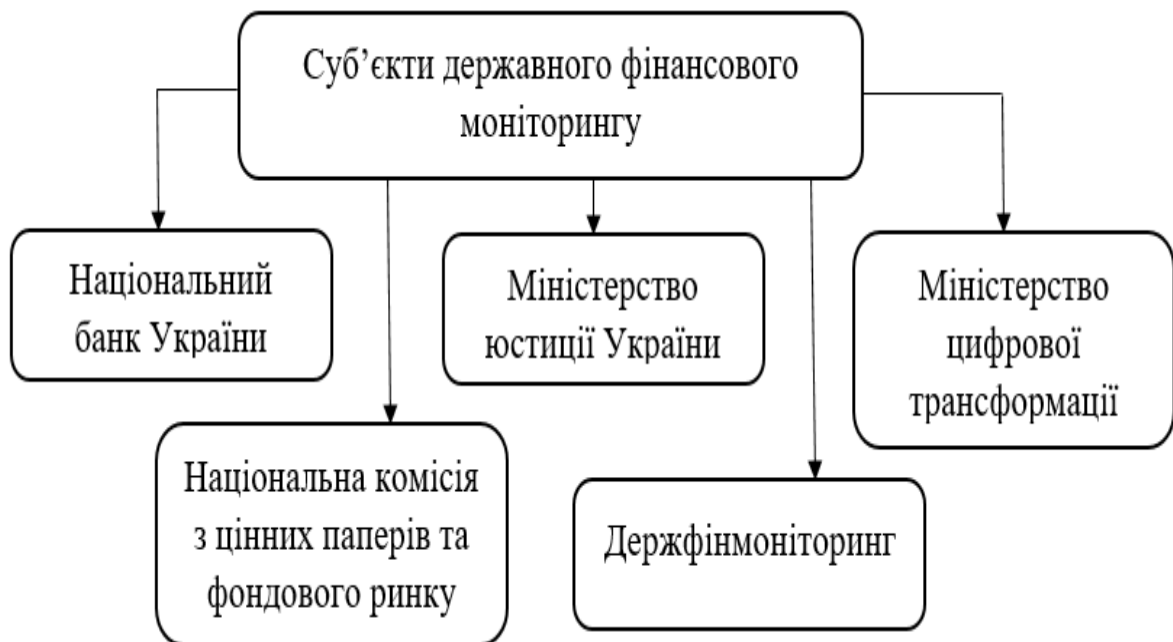 Суб’єкти державного фінансового
моніторингу
Національний
банк України
Міністерство
юстиції України
Міністерство
цифрової
трансформації
Національна комісія
з цінних паперів та
фондового ринку
Держфінмоніторинг